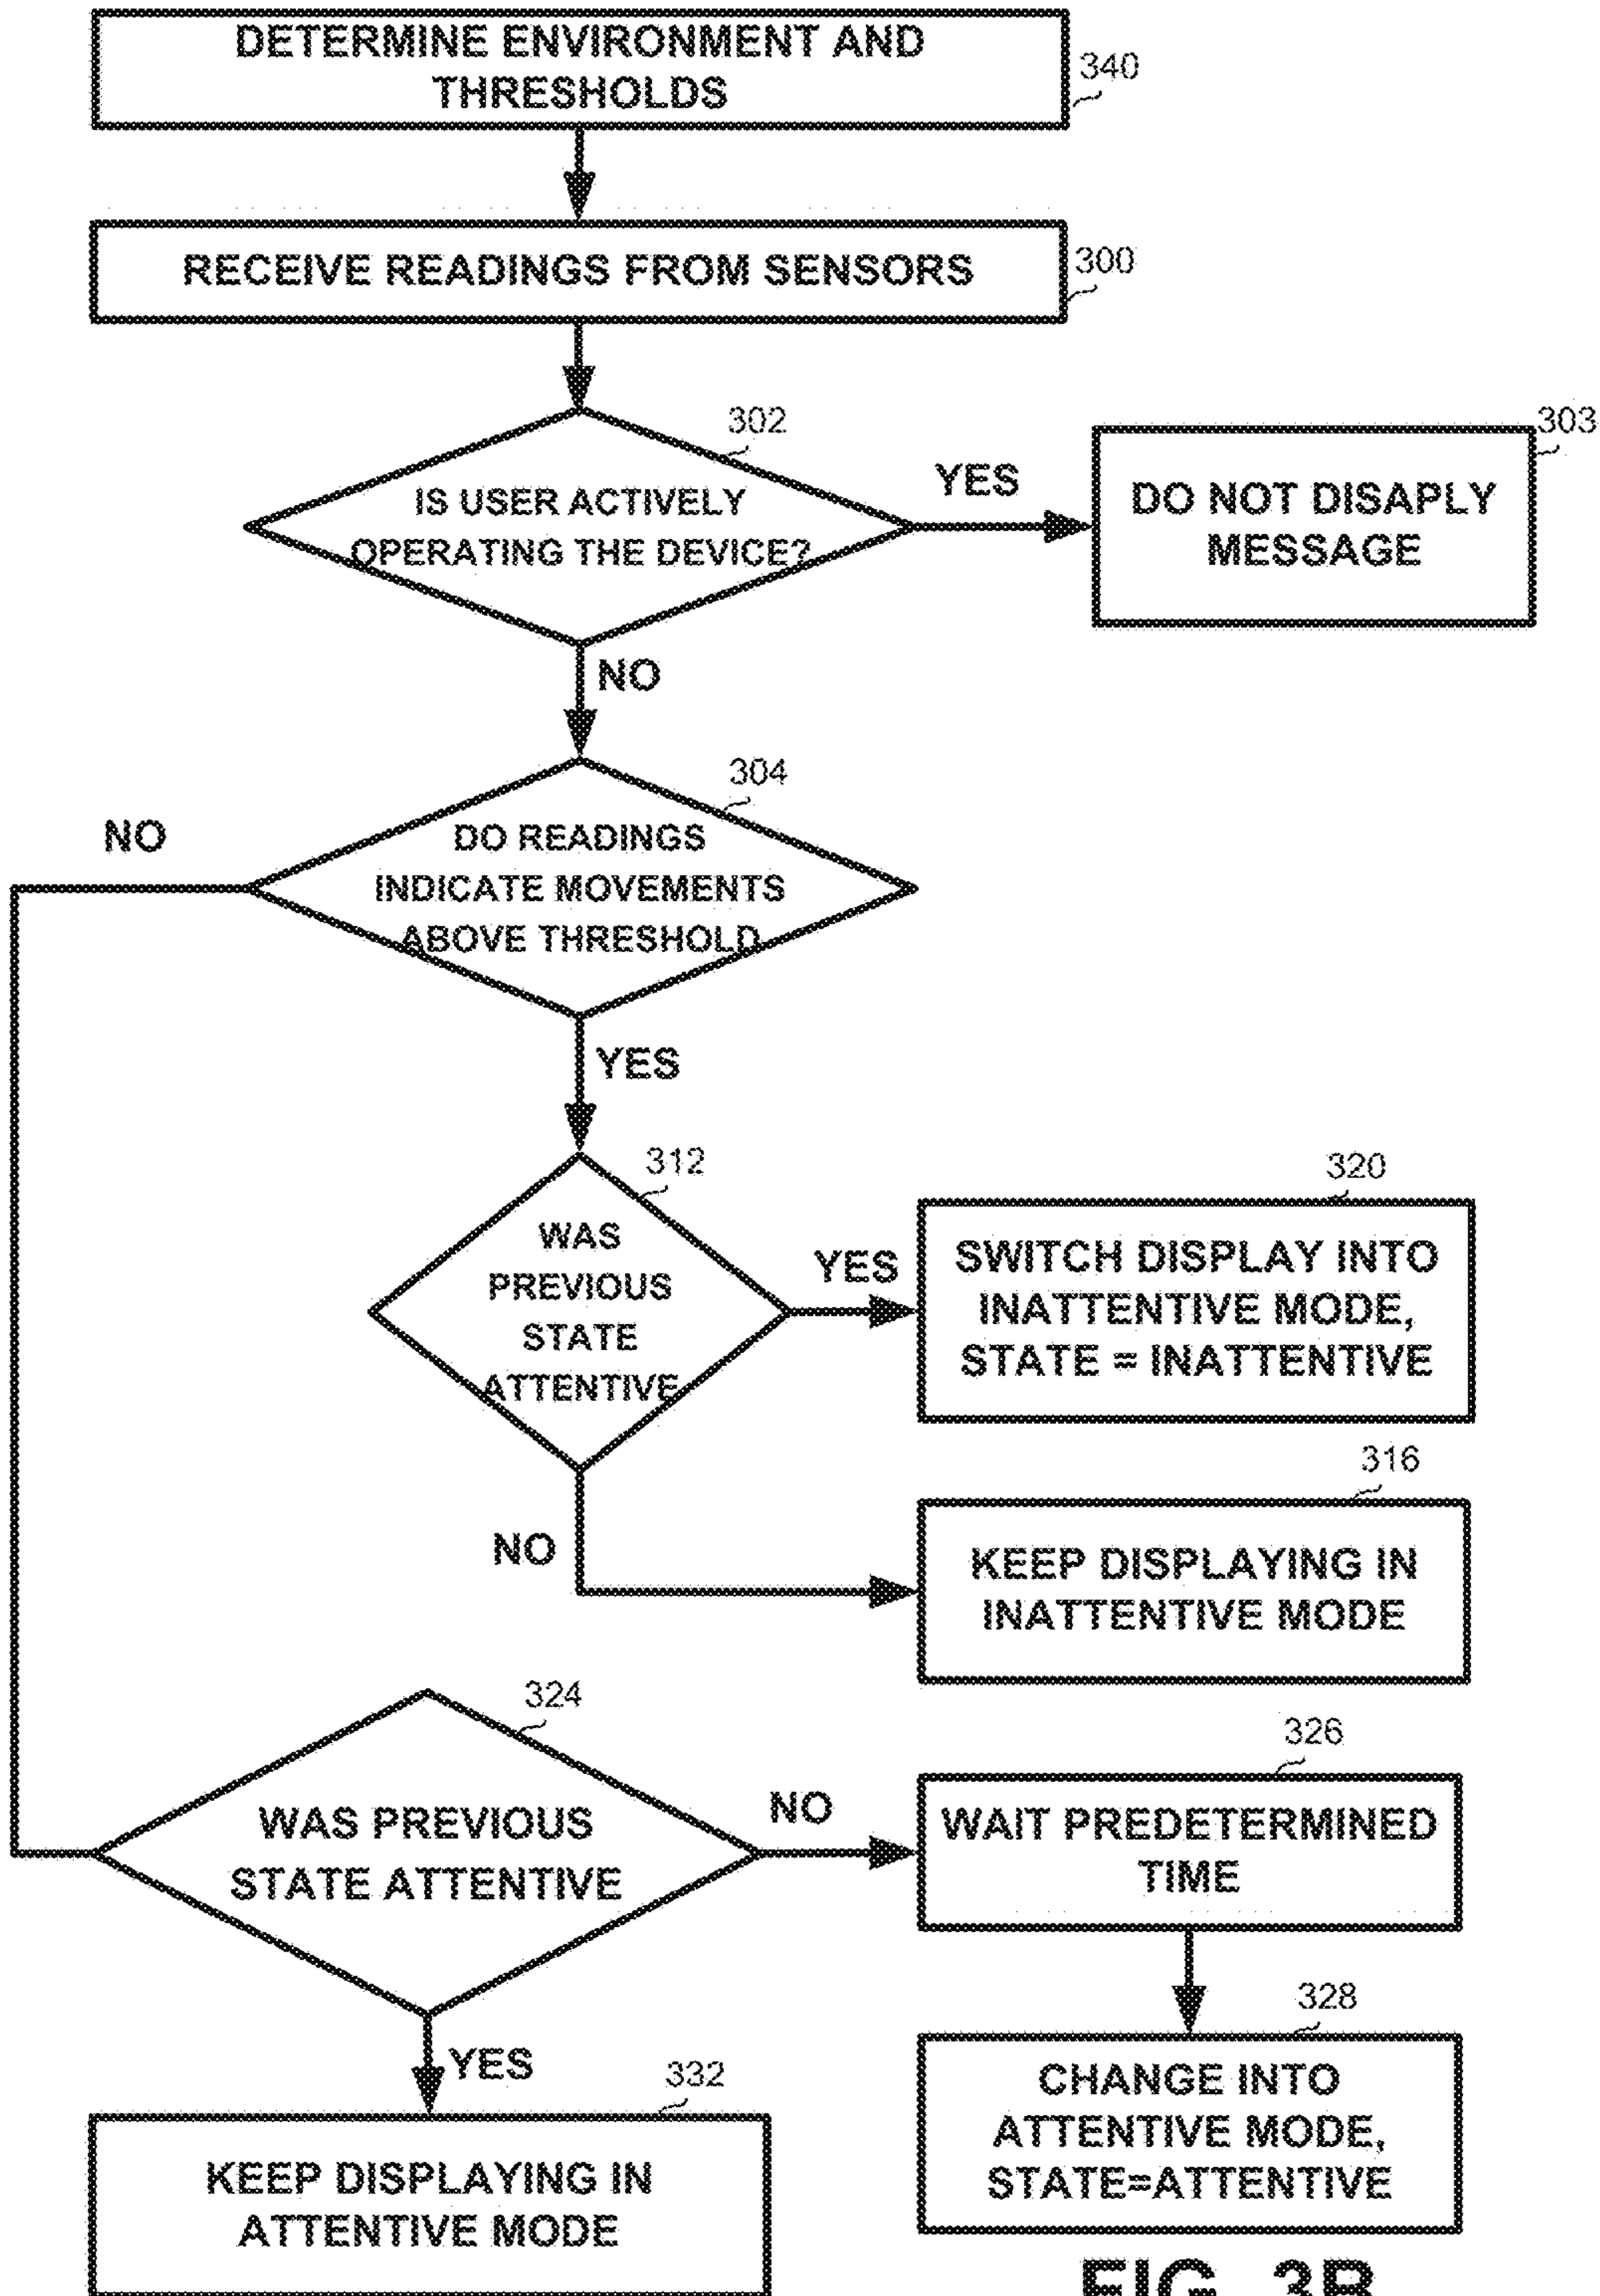 DETERMINE ENVIRONMENT AND
THRESHOLDS
340
RECEIVE READINGS FROM SENSORS
300
302
IS USER ACTIVELY
OPERATING THE DEVICE?
YES
303
DO NOT DISAPLY
MESSAGE
NO
304
NO
DO READINGS
INDICATE MOVEMENTS
ABOVE THRESHOLD
YES
312
WAS
PREVIOUS
STATE
ATTENTIVE
YES
320
SWITCH DISPLAY INTO
INATTENTIVE MODE,
STATE = INATTENTIVE
316
NO
KEEP DISPLAYING IN
INATTENTIVE MODE
324
WAS PREVIOUS
STATE ATTENTIVE
NO
326
WAIT PREDETERMINED
TIME
328
CHANGE INTO
ATTENTIVE MODE,
STATE=ATTENTIVE
YES
332
KEEP DISPLAYING IN
ATTENTIVE MODE
FIG. 3B